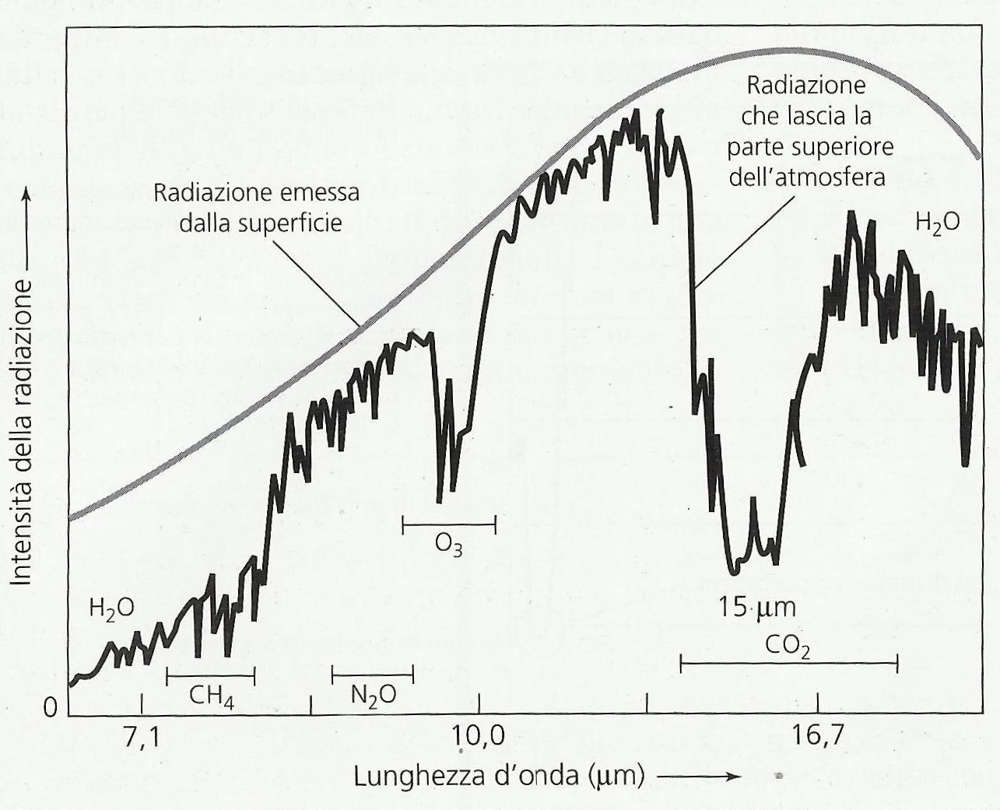 Radiazione
che lascia la
parte superiore
dell'atmosfera
Radiazione emessa
dalla superficie
H₂O
Intensità della radiazione
O₃
H₂O
15 µm
CO₂
CH₄
N₂O
0
7,1
10,0
16,7
Lunghezza d'onda (µm)